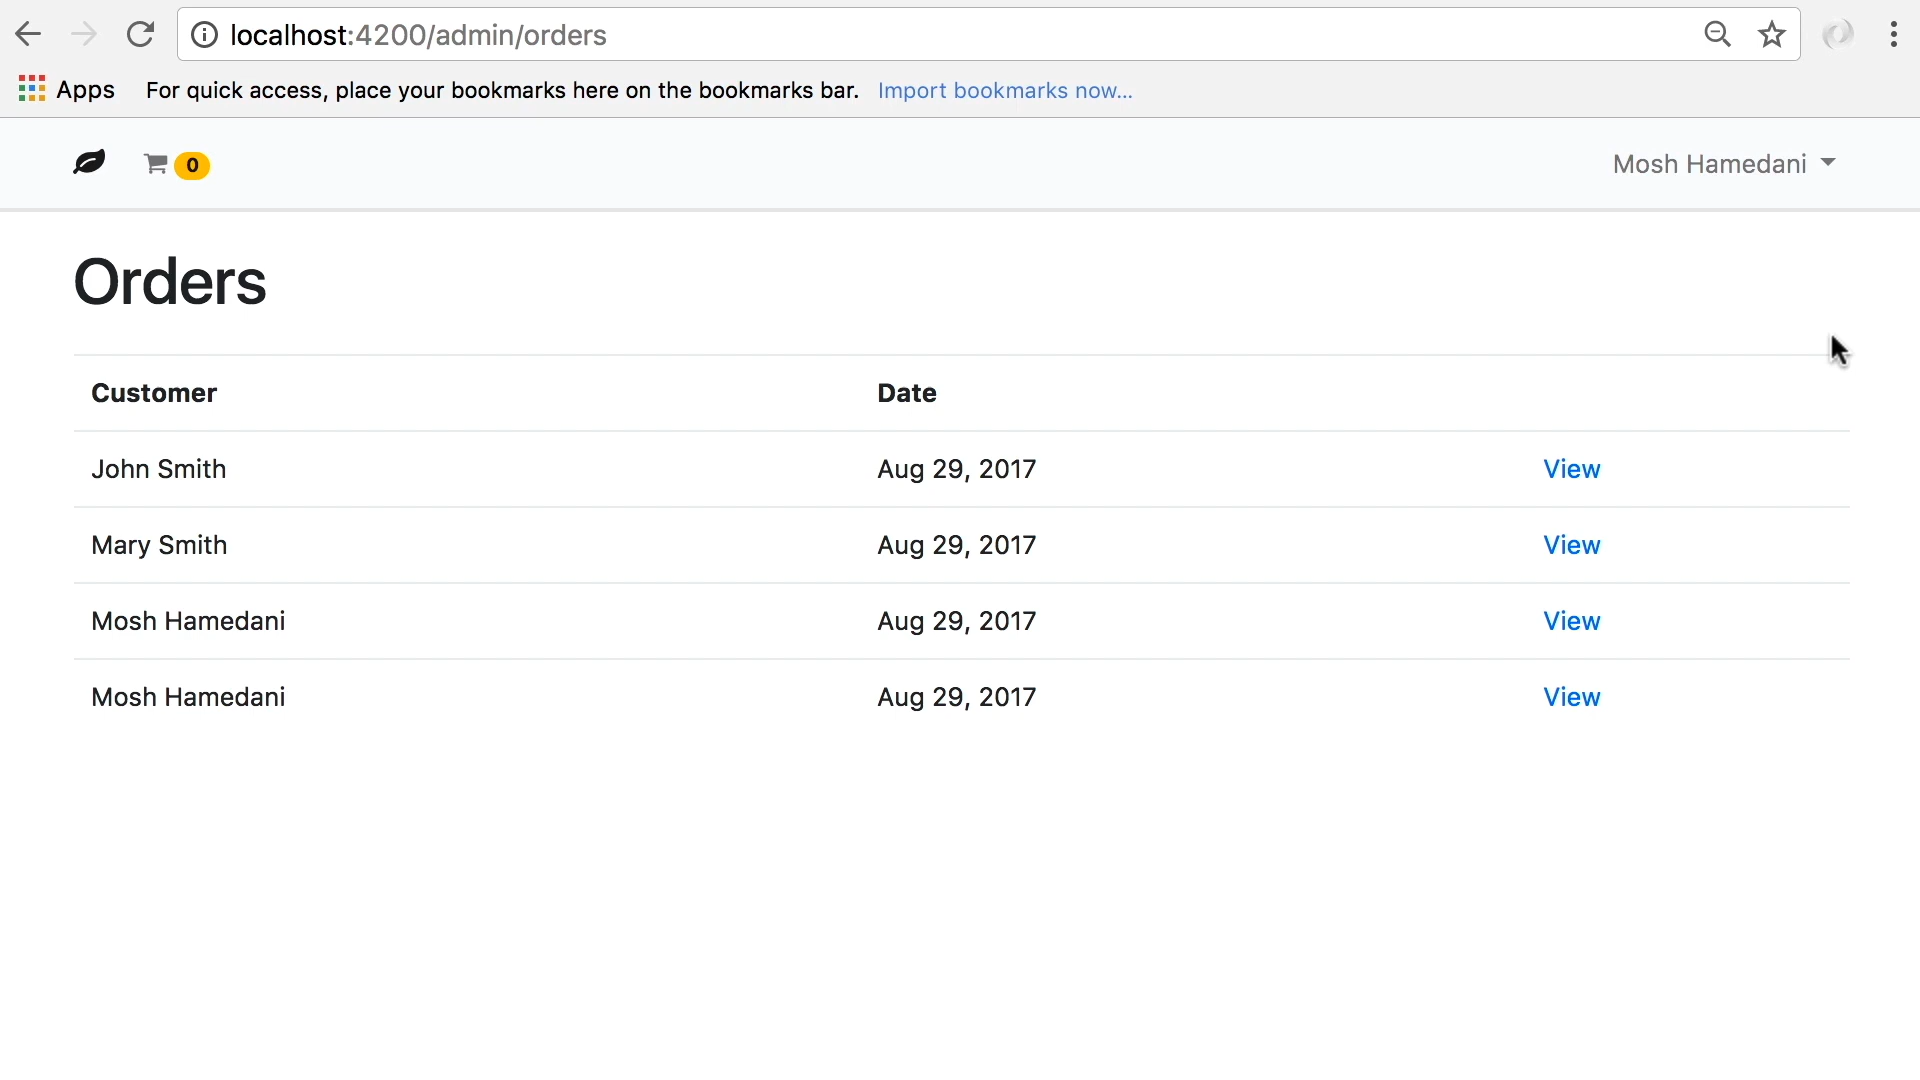 localhost:4200/admin/orders
Apps For quick access, place your bookmarks here on the bookmarks bar. Import bookmarks now...
0 Mosh Hamedani
Orders
Customer Date
John Smith Aug 29, 2017 View
Mary Smith Aug 29, 2017 View
Mosh Hamedani Aug 29, 2017 View
Mosh Hamedani Aug 29, 2017 View